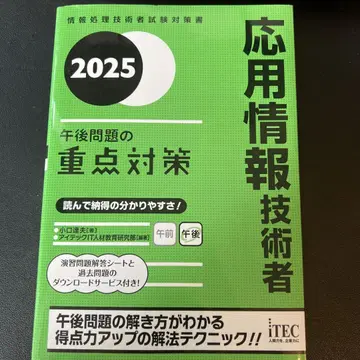 情報処理技術者試験対策書
2025
応用情報技術者
午後問題の
重点対策
読んで納得の分かりやすさ!
小口達夫[著]
アイテックIT人材教育研究部[編著]
午前
午後
演習問題解答シートと
過去問題の
ダウンロードサービス付き!
午後問題の解き方がわかる
得点力アップの解法テクニック!!
iTEC